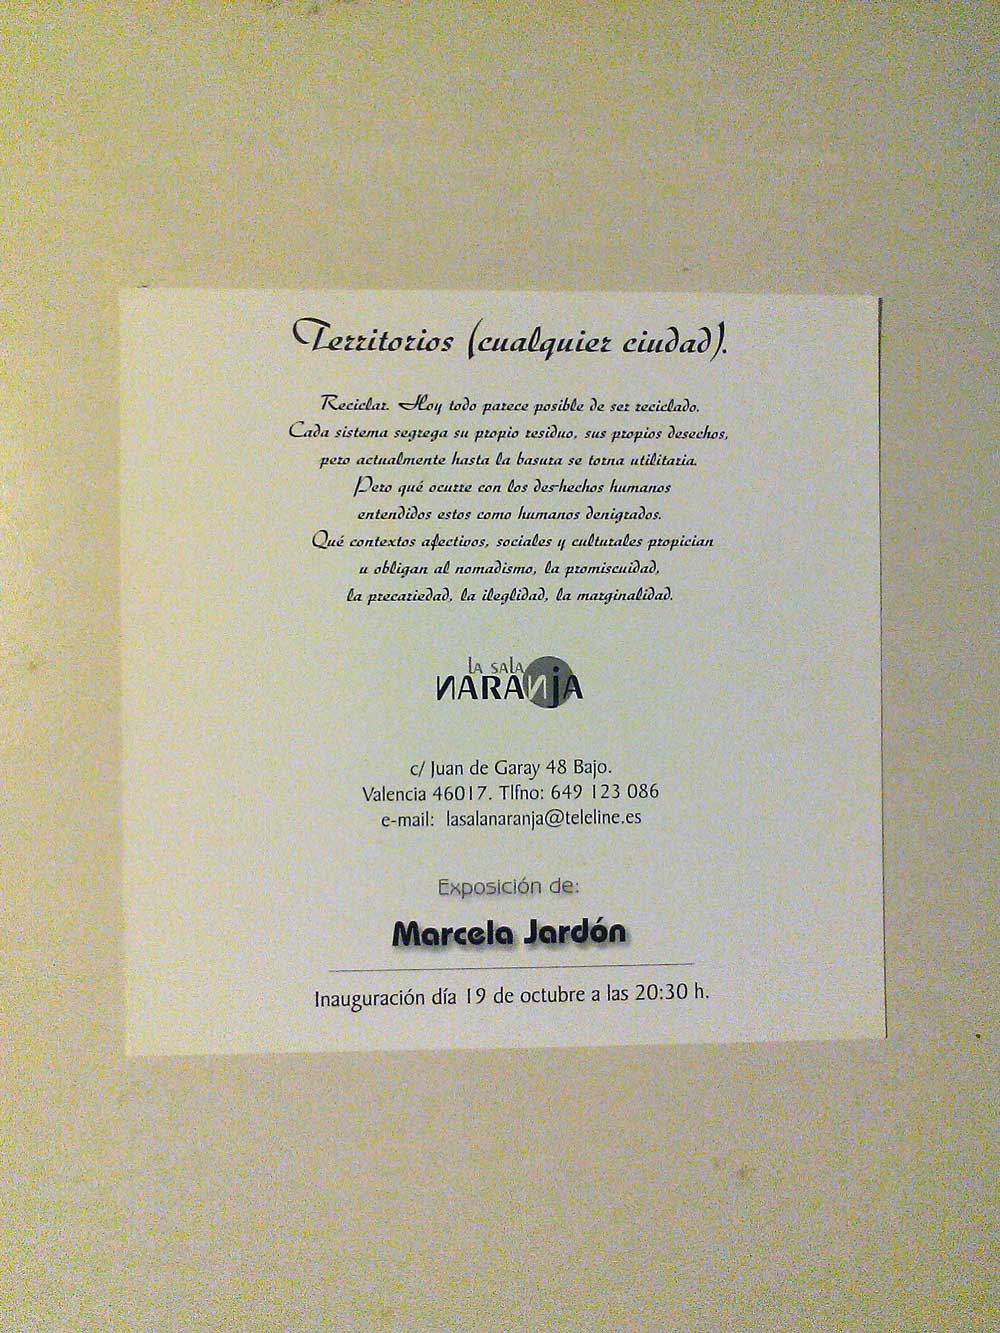 Territorios (cualquier ciudad).
Reciclar. Hoy todo parece posible de ser reciclado.
Cada sistema segrega su propio residuo, sus propios desechos,
pero actualmente hasta la basura se torna utilitaria.
Pero qué ocurre con los des-hechos humanos
entendidos estos como humanos denigrados.
Qué contextos afectivos, sociales y culturales propician
u obligan al nomadismo, la promiscuidad,
la precariedad, la ileglidad, la marginalidad.
LA SALA
NARANJA
c/ Juan de Garay 48 Bajo.
Valencia 46017. Tlfno: 649 123 086
e-mail: lasalanaranja@teleline.es
Exposición de:
Marcela Jardón
Inauguración día 19 de octubre a las 20:30 h.